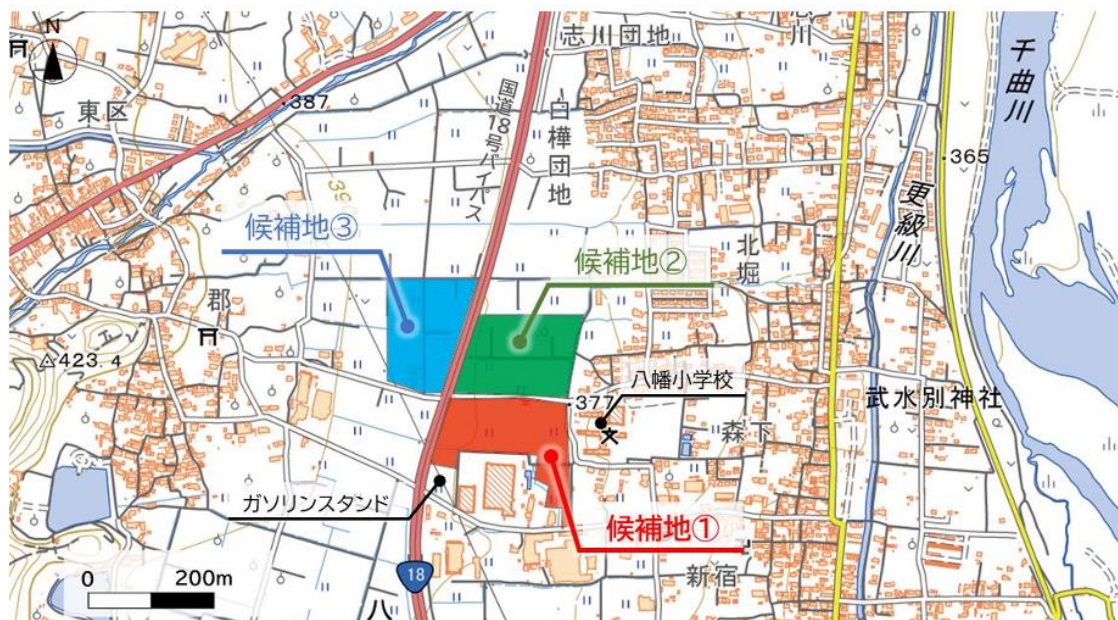 N
志川団地
川
千曲川
387
東区
国道18号バイパス
白樺団地
365
更級川
候補地③
候補地②
北堀
郡
423.4
八幡小学校
377
武水別神社
森下
ガソリンスタンド
候補地①
18
新宿
0 200m
八